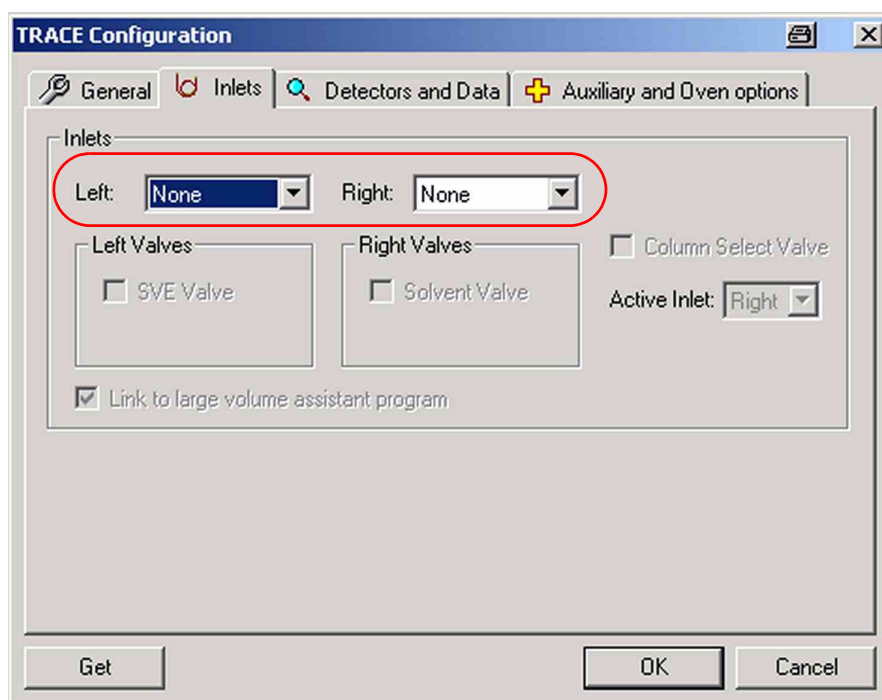 TRACE Configuration
General Inlets Detectors and Data Auxiliary and Oven options
Inlets
Left: None Right: None
Left Valves Right Valves Column Select Valve
SVE Valve Solvent Valve Active Inlet: Right
Link to large volume assistant program
Get OK Cancel